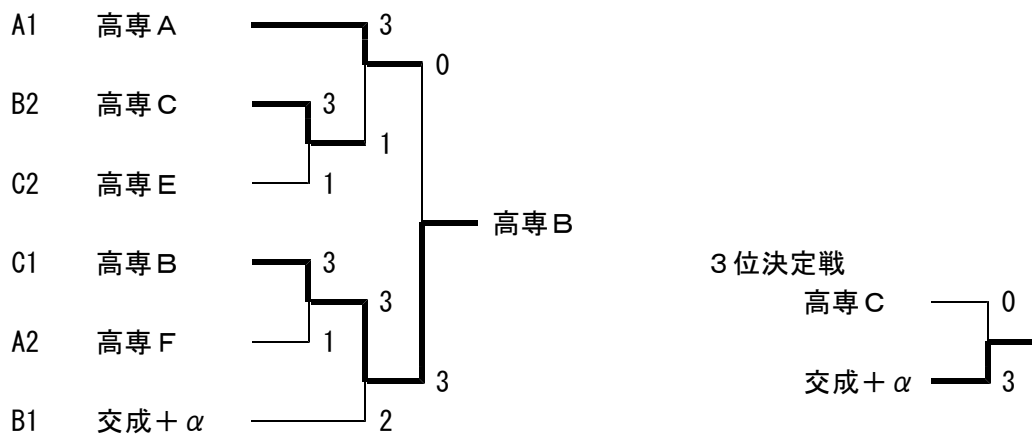 A1 高専A 3
0
B2 高専C 3
1
C2 高専E 1
高専B
C1 高専B 3
3位決定戦
3
高専C 0
A2 高専F 1
3
交成+α 3
B1 交成+α 2